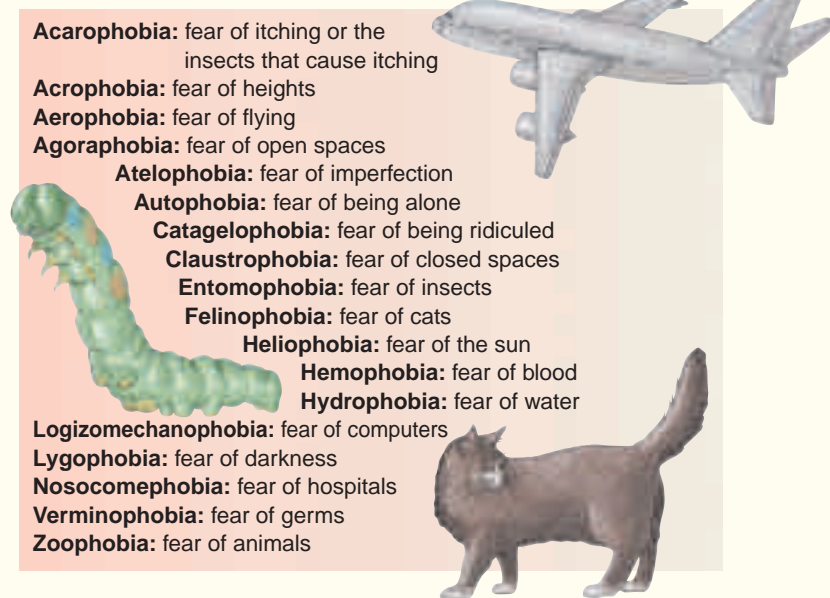 Acarophobia: fear of itching or the
insects that cause itching
Acrophobia: fear of heights
Aerophobia: fear of flying
Agoraphobia: fear of open spaces
Atelophobia: fear of imperfection
Autophobia: fear of being alone
Catagelophobia: fear of being ridiculed
Claustrophobia: fear of closed spaces
Entomophobia: fear of insects
Felinophobia: fear of cats
Heliophobia: fear of the sun
Hemophobia: fear of blood
Hydrophobia: fear of water
Logizomechanophobia: fear of computers
Lygophobia: fear of darkness
Nosocomephobia: fear of hospitals
Verminophobia: fear of germs
Zoophobia: fear of animals